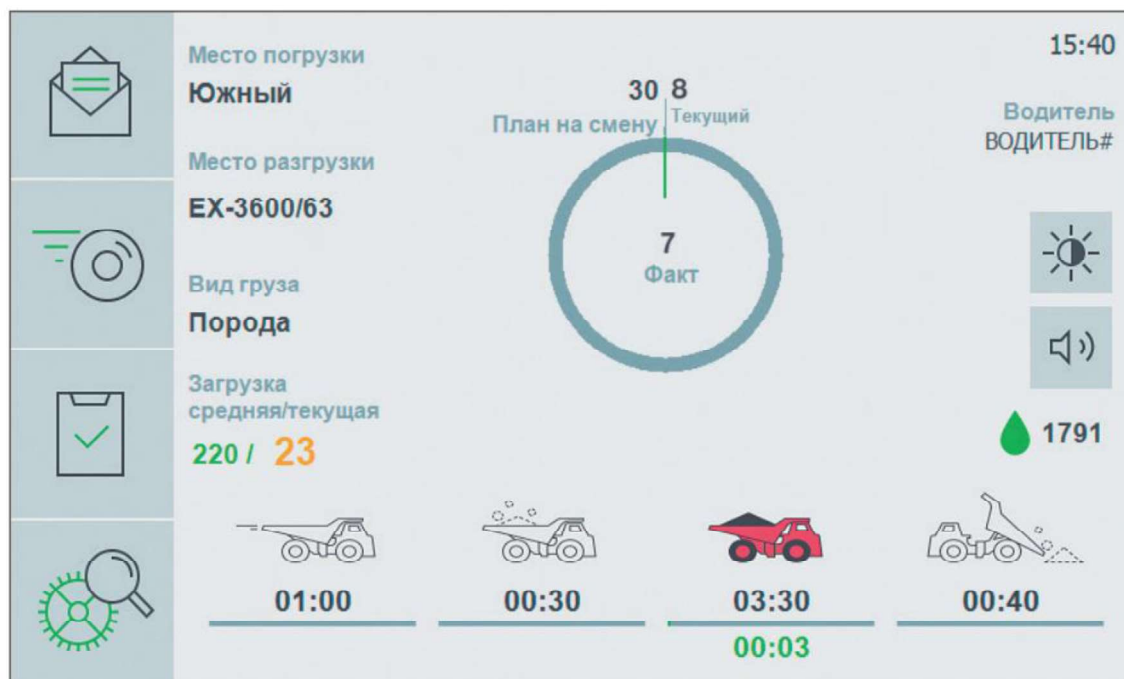 Место погрузки
Южный
Место разгрузки
EX-3600/63
Вид груза
Порода
Загрузка
средняя/текущая
220 / 23
30 8
План на смену Текущий
7
Факт
15:40
Водитель
ВОДИТЕЛЬ#
1791
01:00 00:30 03:30 00:40
00:03